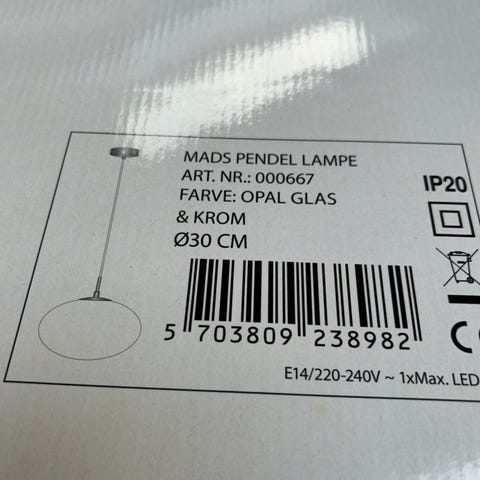 MADS PENDEL LAMPE
ART. NR.: 000667
FARVE: OPAL GLAS
& KROM
Ø30 CM
IP20
5 703809 238982
E14/220-240V ~ 1xMax. LED